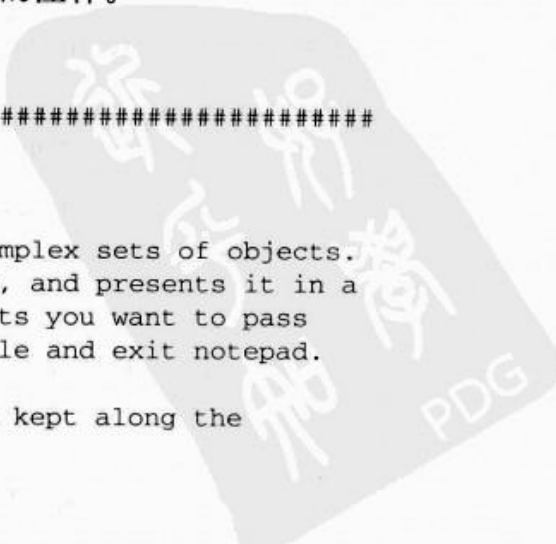 ######################
mplex sets of objects.
, and presents it in a
ts you want to pass
le and exit notepad.
kept along the
PDG